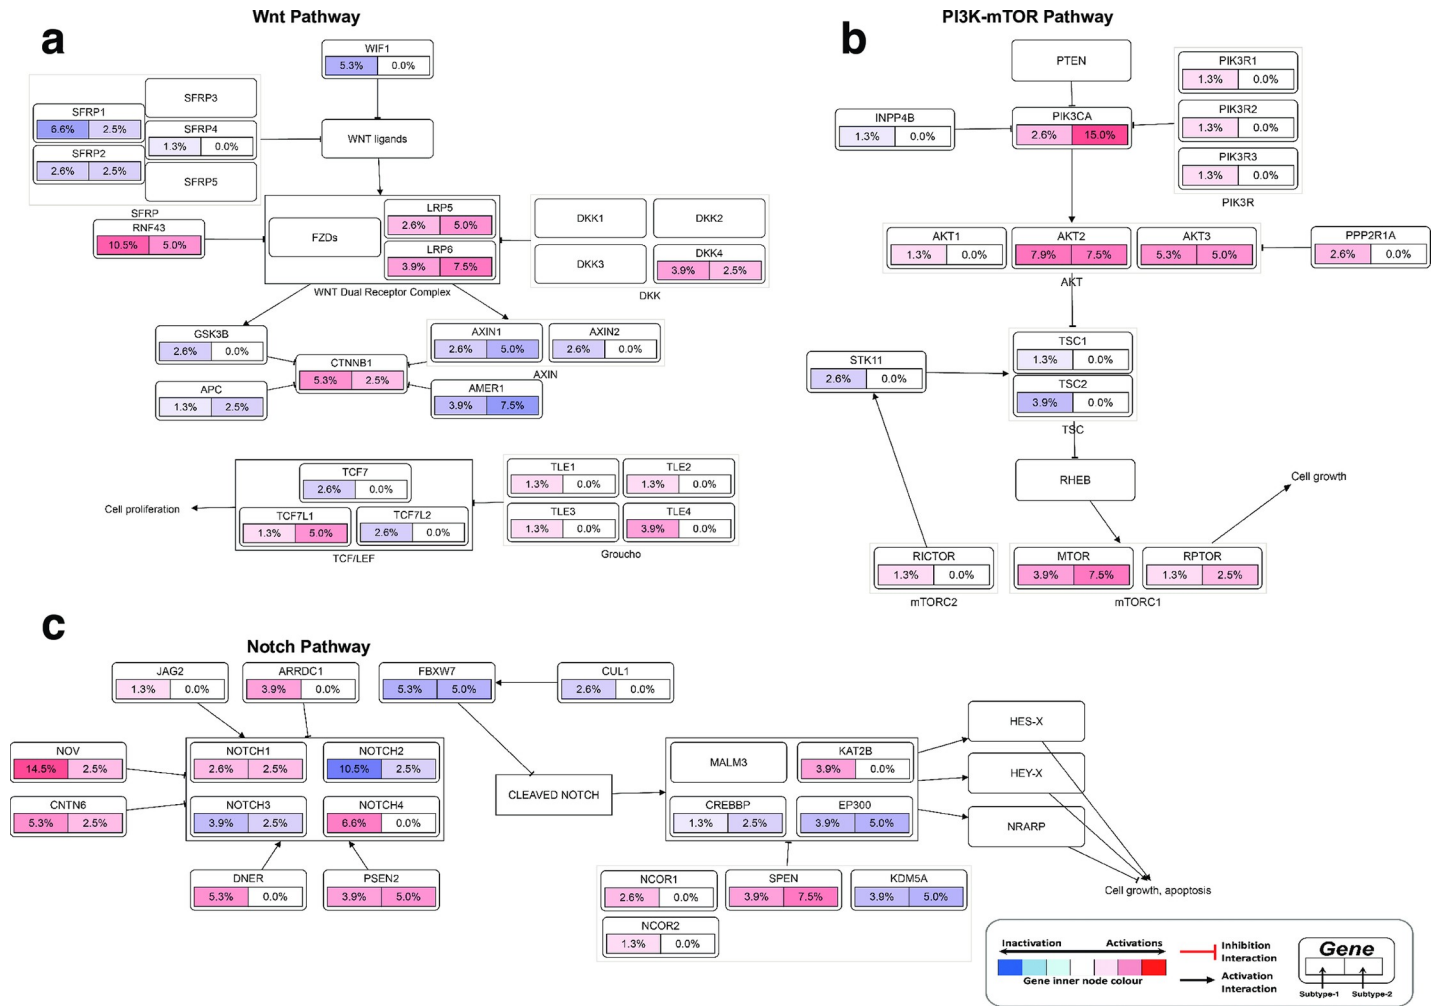 Wnt Pathway
a
WIF1
5.3% 0.0%
SFRP3
SFRP1
6.6% 2.5%
SFRP4
1.3% 0.0%
SFRP2
2.6% 2.5%
SFRP5
SFRP
WNT ligands
RNF43
10.5% 5.0%
FZDs
LRP5
2.6% 5.0%
LRP6
3.9% 7.5%
WNT Dual Receptor Complex
DKK1
DKK2
DKK3
DKK4
3.9% 2.5%
DKK
GSK3B
2.6% 0.0%
AXIN1
2.6% 5.0%
AXIN2
2.6% 0.0%
AXIN
CTNNB1
5.3% 2.5%
APC
1.3% 2.5%
AMER1
3.9% 7.5%
TCF7
2.6% 0.0%
TCF7L1
1.3% 5.0%
TCF7L2
2.6% 0.0%
TCF/LEF
Cell proliferation
TLE1
1.3% 0.0%
TLE2
1.3% 0.0%
TLE3
1.3% 0.0%
TLE4
3.9% 0.0%
Groucho
PI3K-mTOR Pathway
b
PTEN
PIK3R1
1.3% 0.0%
PIK3R2
1.3% 0.0%
PIK3R3
1.3% 0.0%
PIK3R
INPP4B
1.3% 0.0%
PIK3CA
2.6% 15.0%
AKT1
1.3% 0.0%
AKT2
7.9% 7.5%
AKT3
5.3% 5.0%
AKT
PPP2R1A
2.6% 0.0%
STK11
2.6% 0.0%
TSC1
1.3% 0.0%
TSC2
3.9% 0.0%
TSC
RHEB
Cell growth
RICTOR
1.3% 0.0%
mTORC2
MTOR
3.9% 7.5%
RPTOR
1.3% 2.5%
mTORC1
c
Notch Pathway
JAG2
1.3% 0.0%
ARRDC1
3.9% 0.0%
FBXW7
5.3% 5.0%
CUL1
2.6% 0.0%
NOV
14.5% 2.5%
CNTN6
5.3% 2.5%
NOTCH1
2.6% 2.5%
NOTCH2
10.5% 2.5%
NOTCH3
3.9% 2.5%
NOTCH4
6.6% 0.0%
DNER
5.3% 0.0%
PSEN2
3.9% 5.0%
CLEAVED NOTCH
MALM3
KAT2B
3.9% 0.0%
CREBBP
1.3% 2.5%
EP300
3.9% 5.0%
NCOR1
2.6% 0.0%
SPEN
3.9% 7.5%
KDM5A
3.9% 5.0%
NCOR2
1.3% 0.0%
HES-X
HEY-X
NRARP
Cell growth, apoptosis
Inactivation Activations
Gene inner node colour
Inhibition
Interaction
Activation
Interaction
Gene
Subtype-1 Subtype-2